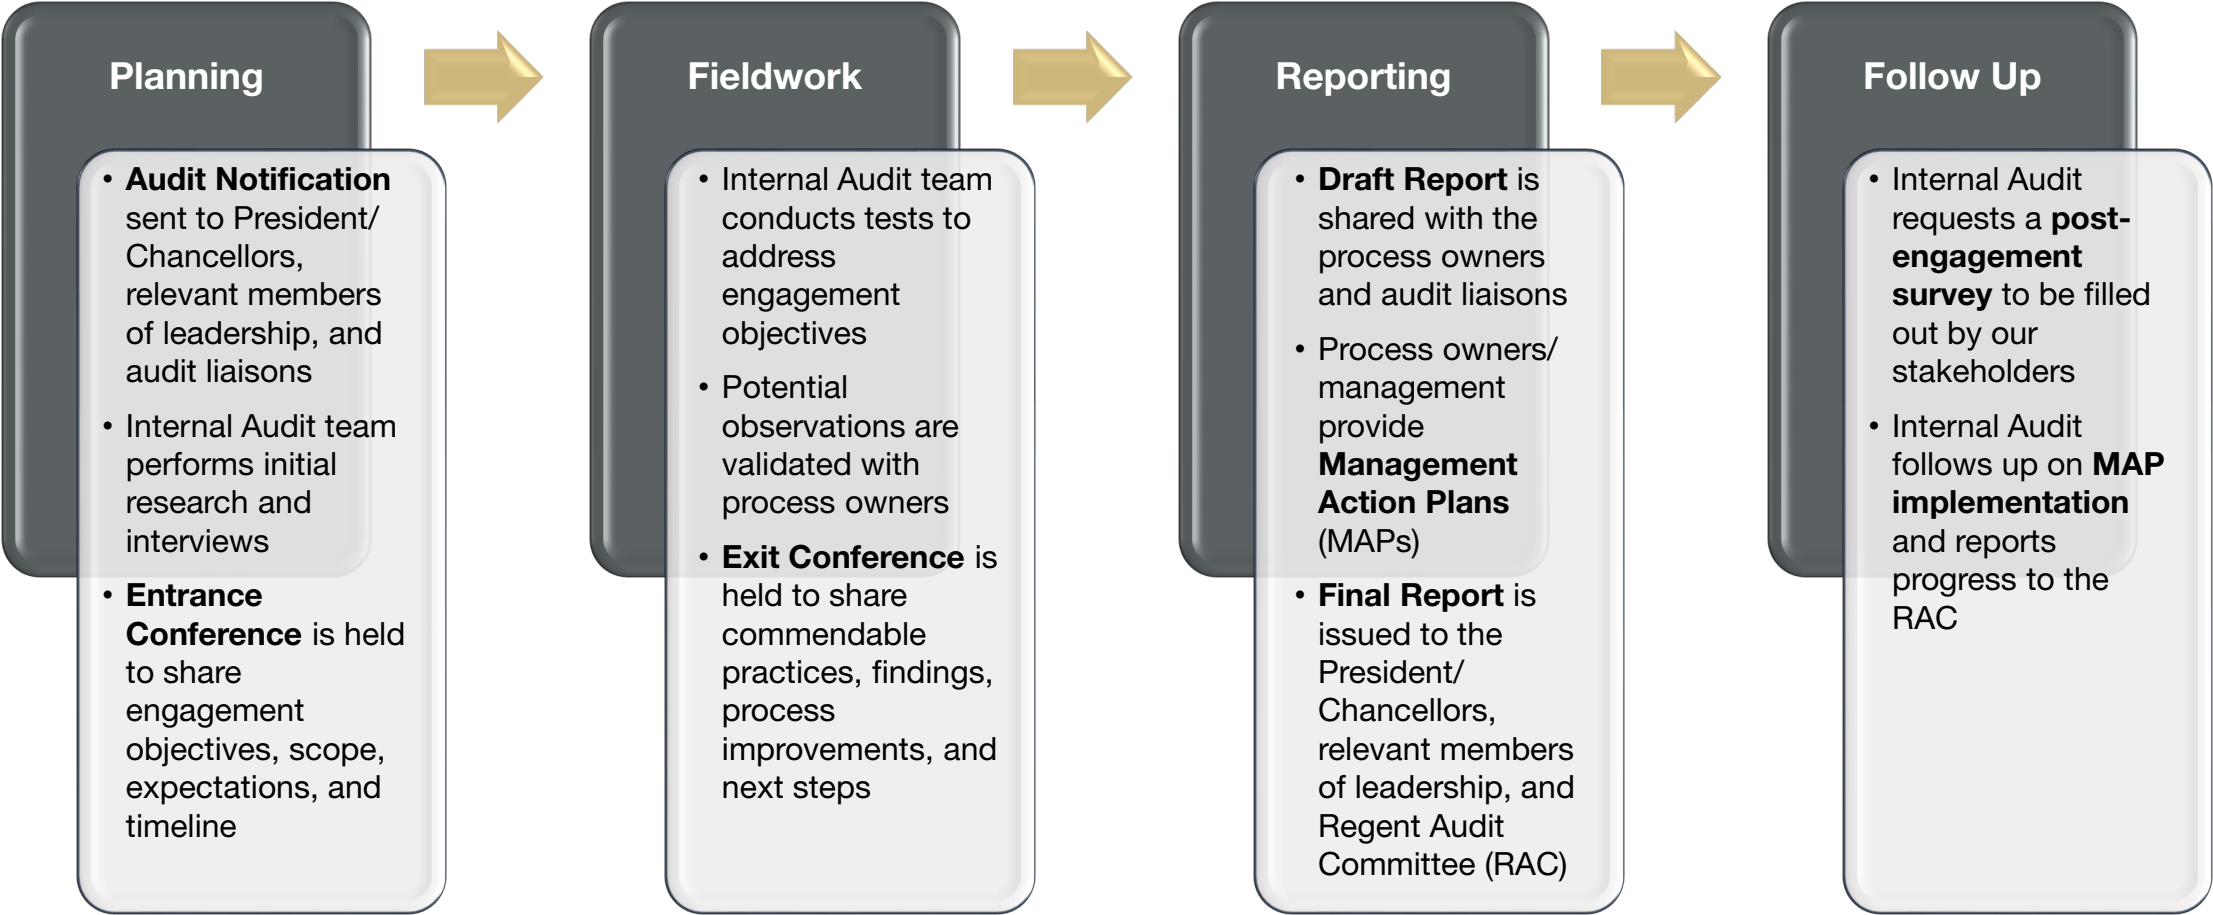 Planning
• Audit Notification
sent to President/
Chancellors,
relevant members
of leadership, and
audit liaisons
• Internal Audit team
performs initial
research and
interviews
• Entrance
Conference is held
to share
engagement
objectives, scope,
expectations, and
timeline
Fieldwork
• Internal Audit team
conducts tests to
address
engagement
objectives
• Potential
observations are
validated with
process owners
• Exit Conference is
held to share
commendable
practices, findings,
process
improvements, and
next steps
Reporting
• Draft Report is
shared with the
process owners
and audit liaisons
• Process owners/
management
provide
Management
Action Plans
(MAPs)
• Final Report is
issued to the
President/
Chancellors,
relevant members
of leadership, and
Regent Audit
Committee (RAC)
Follow Up
• Internal Audit
requests a post-
engagement
survey to be filled
out by our
stakeholders
• Internal Audit
follows up on MAP
implementation
and reports
progress to the
RAC